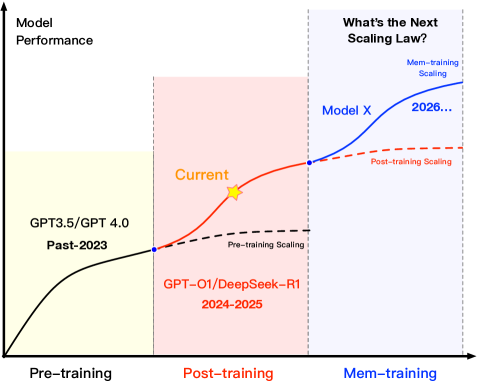 Model
Performance
What's the Next
Scaling Law?
Mem-training
Scaling
Model X
2026...
Post-training Scaling
Current
GPT3.5/GPT 4.0
Past-2023
Pre-training Scaling
GPT-O1/DeepSeek-R1
2024-2025
Pre-training
Post-training
Mem-training